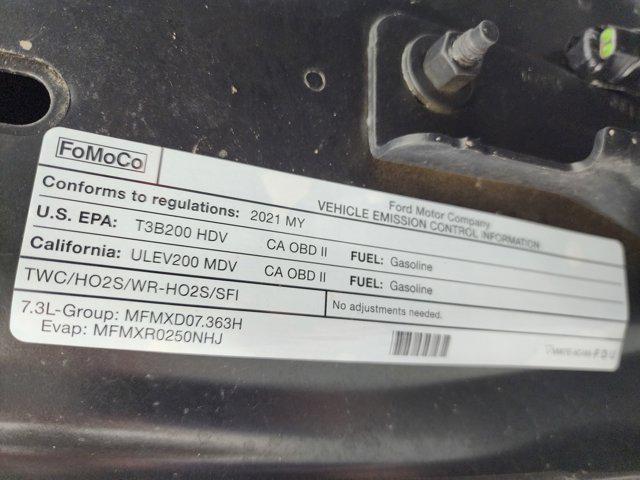 FoMoCo
Ford Motor Company
VEHICLE EMISSION CONTROL INFORMATION
Conforms to regulations: 2021 MY
U.S. EPA: T3B200 HDV CA OBD II FUEL: Gasoline
California: ULEV200 MDV CA OBD II FUEL: Gasoline
TWC/HO2S/WR-HO2S/SFI
No adjustments needed.
7.3L-Group: MFMXD07.363H
Evap: MFMXR0250NHJ